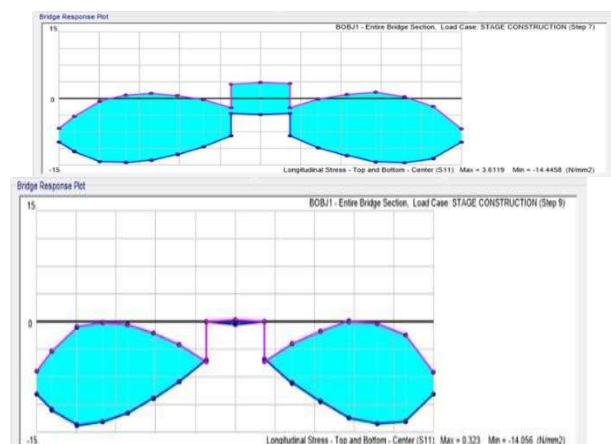 Bridge Response Plot
15
BOBJ1 - Entire Bridge Section, Load Case: STAGE CONSTRUCTION (Step 7)
0
-15
Longitudinal Stress - Top and Bottom - Center (S11) Max = 3.6119 Min = -14.4458 (N/mm2)
Bridge Response Plot
15
BOBJ1 - Entire Bridge Section, Load Case: STAGE CONSTRUCTION (Step 9)
0
-15
Longitudinal Stress - Top and Bottom - Center (S11) Max = 0.323 Min = -14.056 (N/mm2)